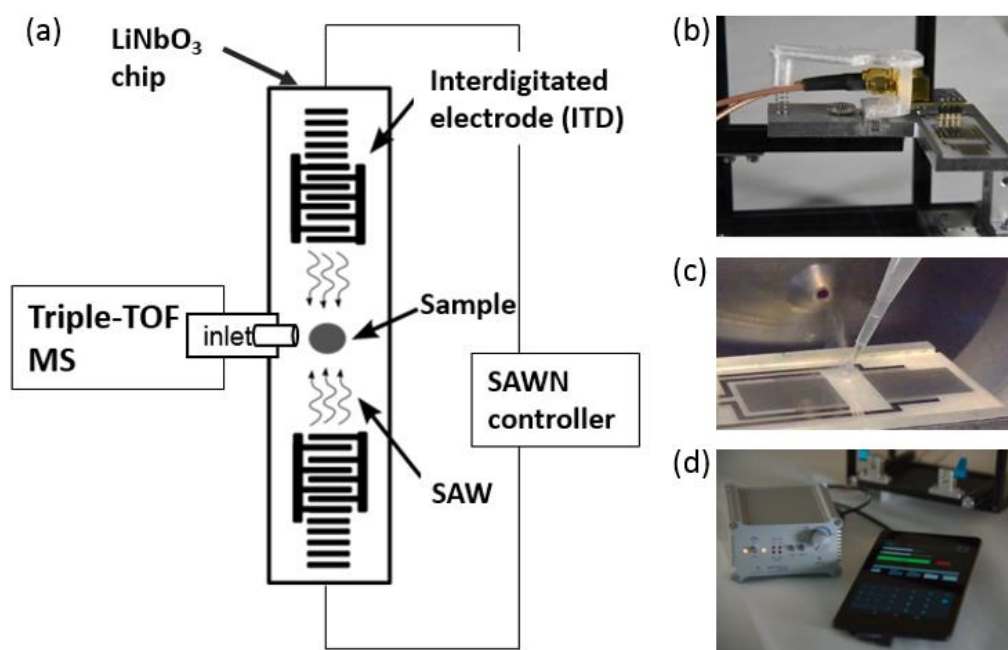 (a)
LiNbO₃
chip
Interdigitated
electrode (ITD)
Triple-TOF
MS
inlet
Sample
SAWN
controller
SAW
(b)
(c)
(d)